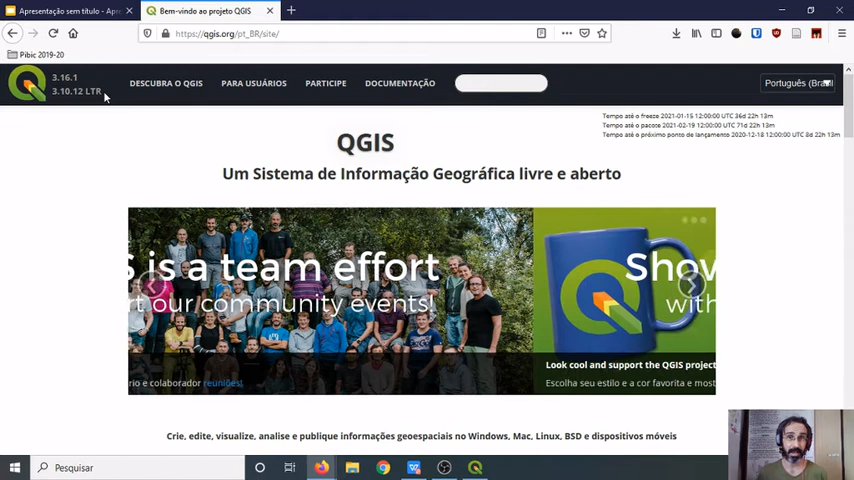 Apresentação sem título - Apre
Bem-vindo ao projeto QGIS
https://qgis.org/pt_BR/site/
Pibic 2019-20
3.16.1
3.10.12 LTR
DESCUBRA O QGIS
PARA USUÁRIOS
PARTICIPE
DOCUMENTAÇÃO
Português (Brasil
Tempo até o freeze 2021-01-15 12:00:00 UTC 36d 22h 13m
Tempo até o pacote 2021-02-19 12:00:00 UTC 71d 22h 13m
Tempo até o próximo ponto de lançamento 2020-12-18 12:00:00 UTC 8d 22h 13m
QGIS
Um Sistema de Informação Geográfica livre e aberto
S is a team effort
rt our community events!
Show
with
Look cool and support the QGIS project
rio e colaborador reuniões!
Escolha seu estilo e a cor favorita e most
Crie, edite, visualize, analise e publique informações geoespaciais no Windows, Mac, Linux, BSD e dispositivos móveis
Pesquisar